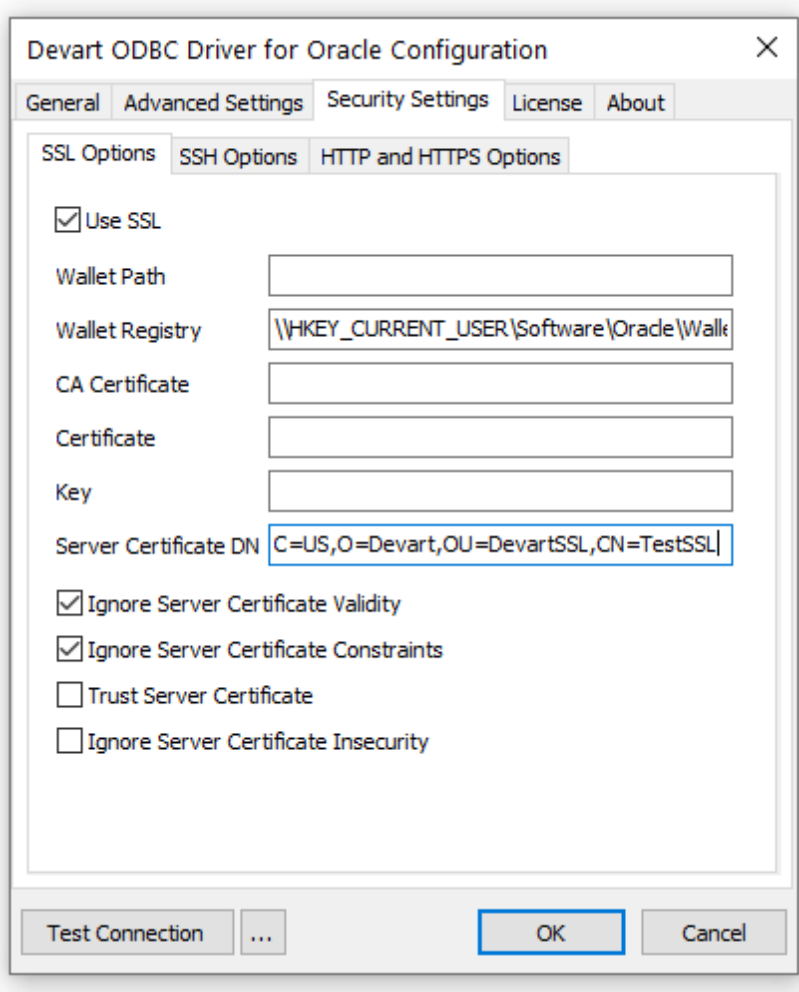 Devart ODBC Driver for Oracle Configuration
General Advanced Settings Security Settings License About
SSL Options SSH Options HTTP and HTTPS Options
Use SSL
Wallet Path
Wallet Registry \\HKEY_CURRENT_USER\Software\Oracle\Walle
CA Certificate
Certificate
Key
Server Certificate DN C=US,O=Devart,OU=DevartSSL,CN=TestSSL
Ignore Server Certificate Validity
Ignore Server Certificate Constraints
Trust Server Certificate
Ignore Server Certificate Insecurity
Test Connection ... OK Cancel